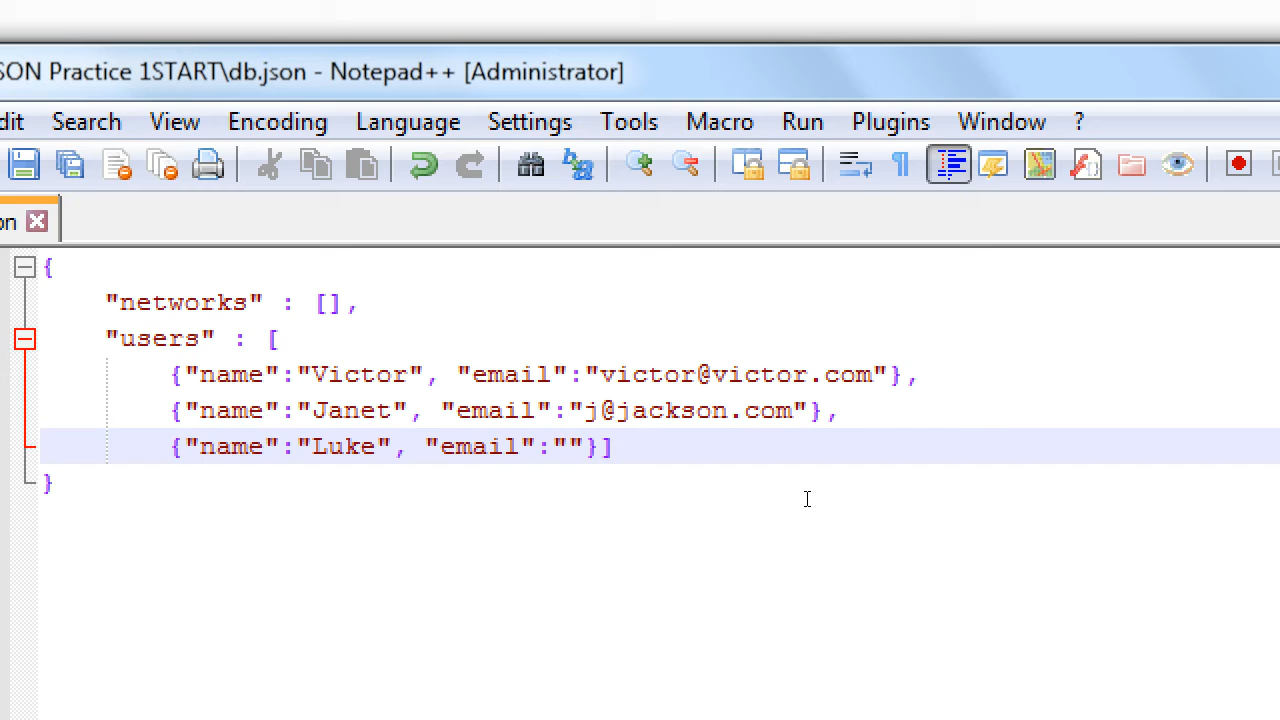 SON Practice 1START\db.json - Notepad++ [Administrator]
dit Search View Encoding Language Settings Tools Macro Run Plugins Window ?
on
{
"networks" : [],
"users" : [
{"name":"Victor", "email":"victor@victor.com"},
{"name":"Janet", "email":"j@jackson.com"},
{"name":"Luke", "email":""}]
}